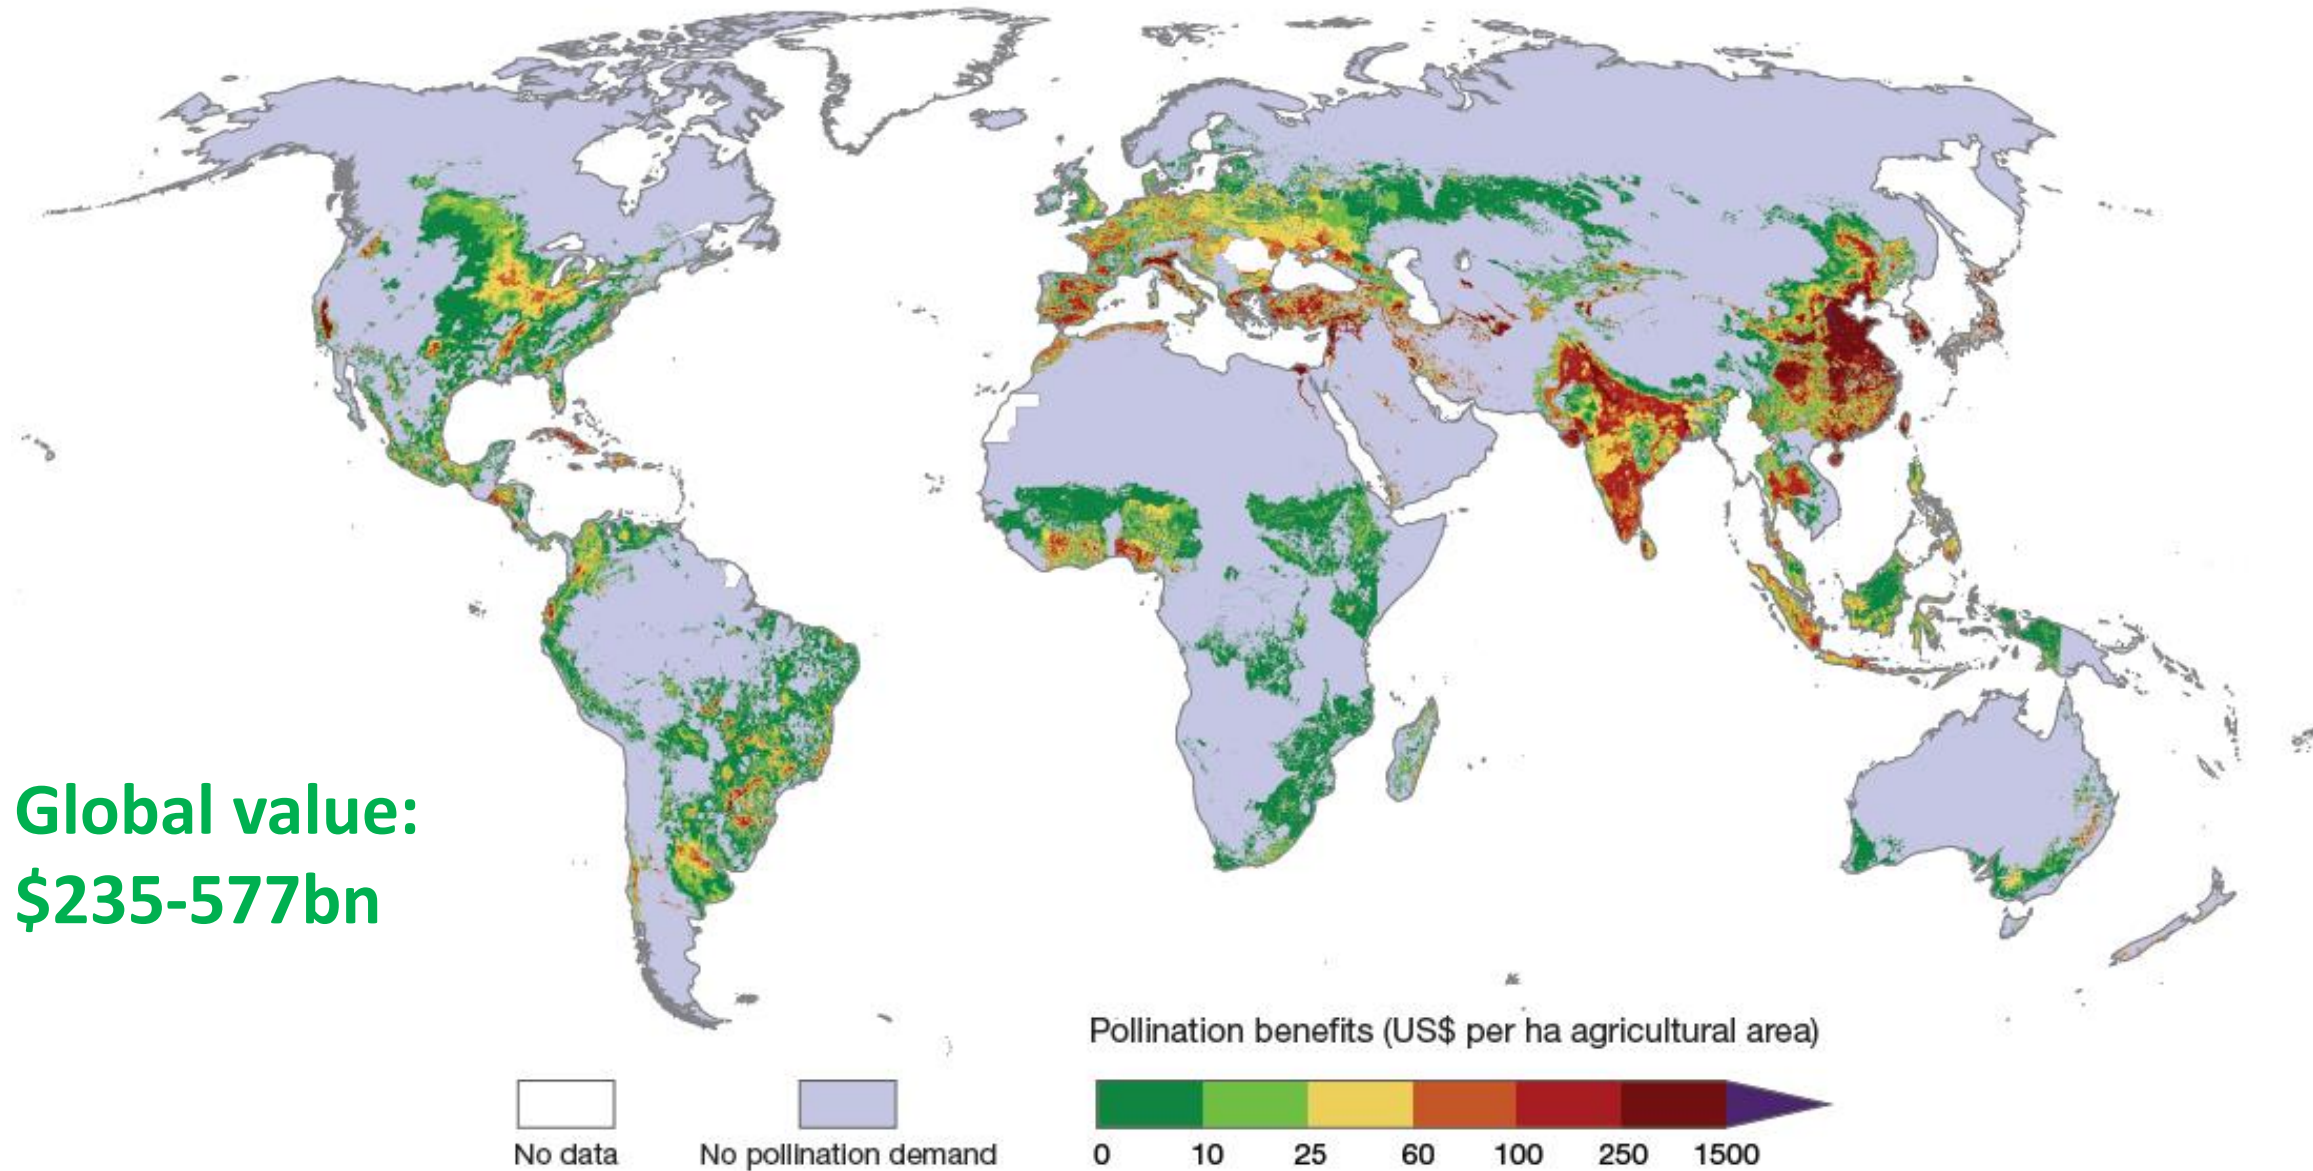 Global value:
$235-577bn
Pollination benefits (US$ per ha agricultural area)
No data
No pollination demand
0 10 25 60 100 250 1500